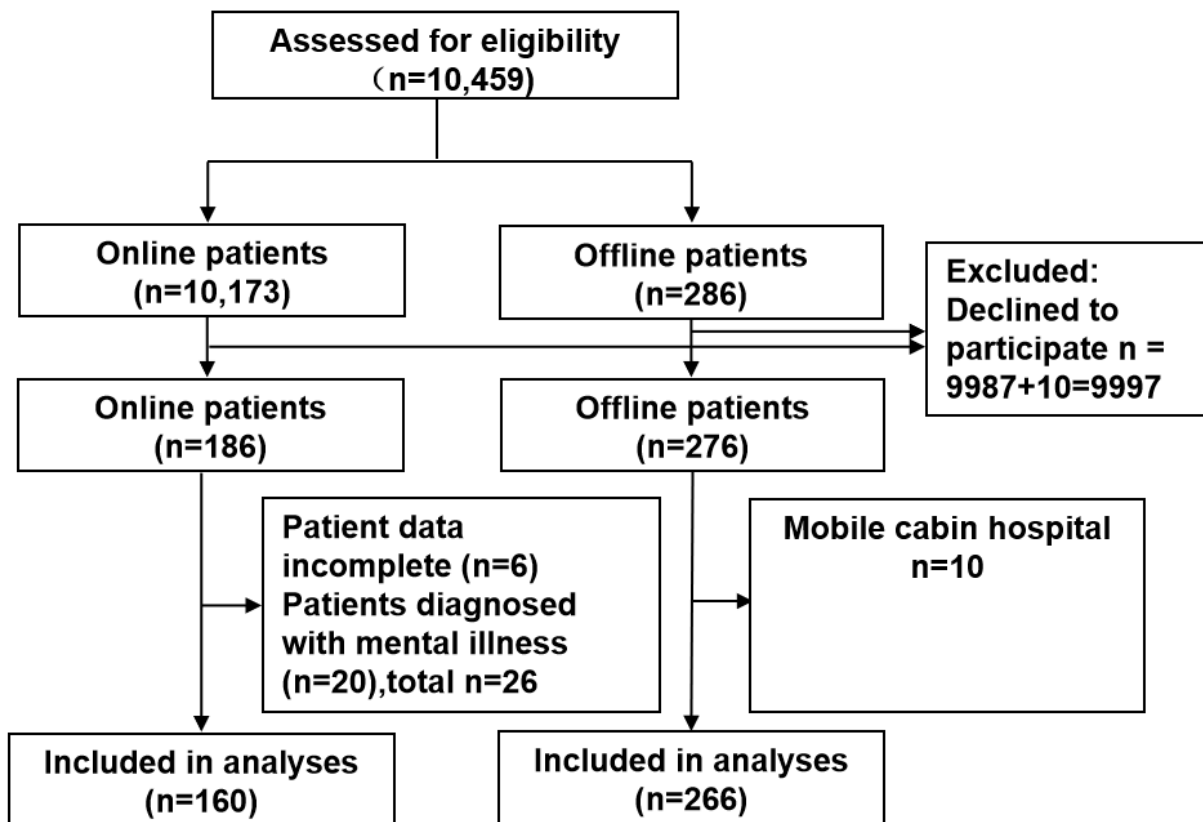 Assessed for eligibility
（n=10,459)
Online patients
(n=10,173)
Offline patients
(n=286)
Excluded:
Declined to
participate n =
9987+10=9997
Online patients
(n=186)
Offline patients
(n=276)
Patient data
incomplete (n=6)
Patients diagnosed
with mental illness
(n=20),total n=26
Mobile cabin hospital
n=10
Included in analyses
(n=160)
Included in analyses
(n=266)